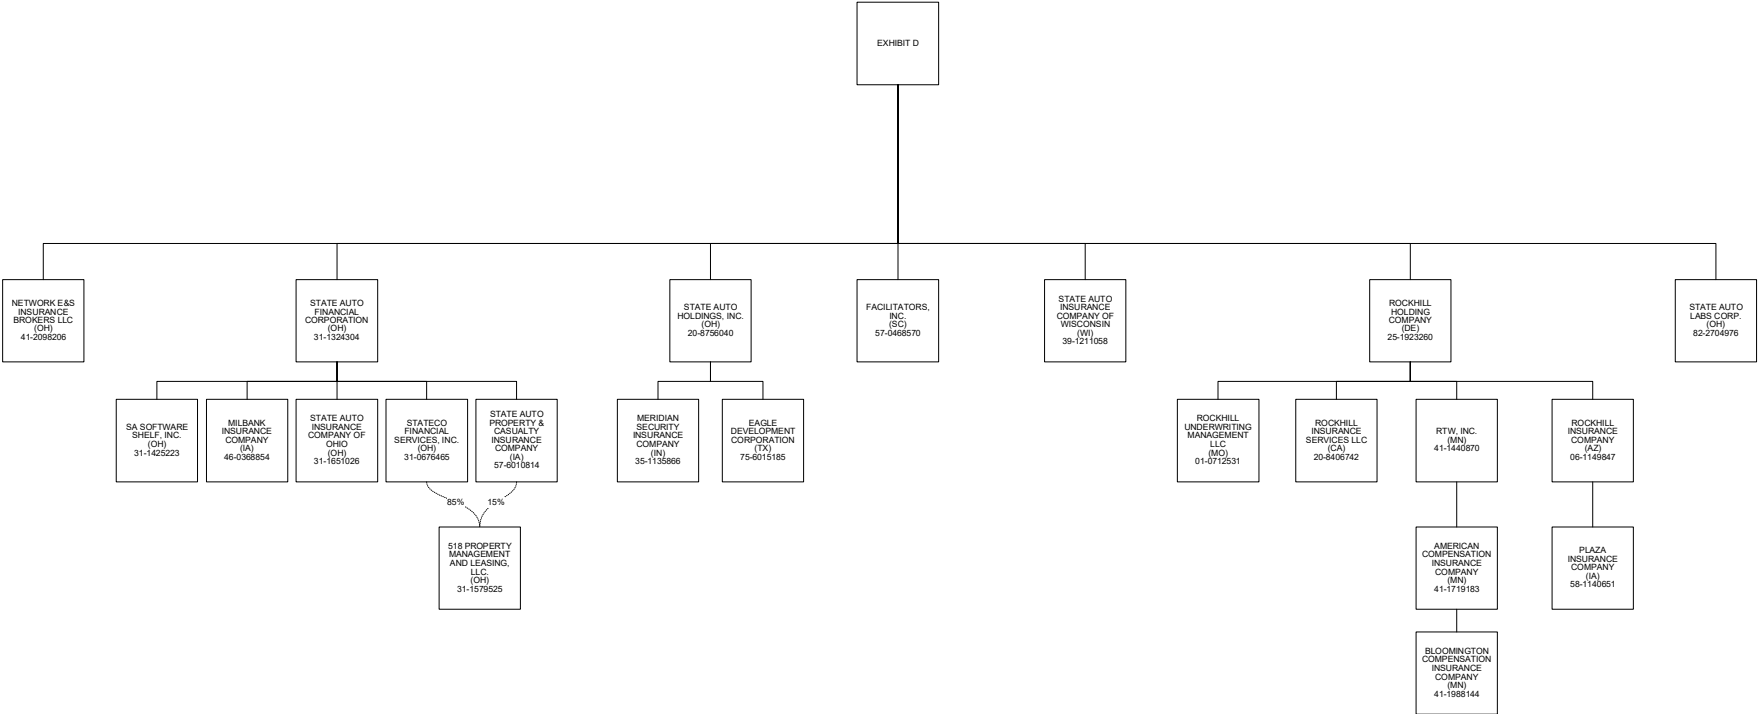 EXHIBIT D
NETWORK E&S
INSURANCE
BROKERS LLC
(OH)
41-2098206
STATE AUTO
FINANCIAL
CORPORATION
(OH)
31-1324304
STATE AUTO
HOLDINGS, INC.
(OH)
20-8756040
FACILITATORS,
INC.
(SC)
57-0468570
STATE AUTO
INSURANCE
COMPANY OF
WISCONSIN
(WI)
39-1211058
ROCKHILL
HOLDING
COMPANY
(DE)
25-1923260
STATE AUTO
LABS CORP.
(OH)
82-2704976
SA SOFTWARE
SHELF, INC.
(OH)
31-1425223
MILBANK
INSURANCE
COMPANY
(IA)
46-0368854
STATE AUTO
INSURANCE
COMPANY OF
OHIO
(OH)
31-1651026
STATECO
FINANCIAL
SERVICES, INC.
(OH)
31-0676465
STATE AUTO
PROPERTY &
CASUALTY
INSURANCE
COMPANY
(IA)
57-6010814
MERIDIAN
SECURITY
INSURANCE
COMPANY
(IN)
35-1135866
EAGLE
DEVELOPMENT
CORPORATION
(TX)
75-6015185
ROCKHILL
UNDERWRITING
MANAGEMENT
LLC
(MO)
01-0712531
ROCKHILL
INSURANCE
SERVICES LLC
(CA)
20-8406742
RTW, INC.
(MN)
41-1440870
ROCKHILL
INSURANCE
COMPANY
(AZ)
06-1149847
85%
15%
518 PROPERTY
MANAGEMENT
AND LEASING,
LLC.
(OH)
31-1579525
AMERICAN
COMPENSATION
INSURANCE
COMPANY
(MN)
41-1719183
PLAZA
INSURANCE
COMPANY
(IA)
58-1140651
BLOOMINGTON
COMPENSATION
INSURANCE
COMPANY
(MN)
41-1988144